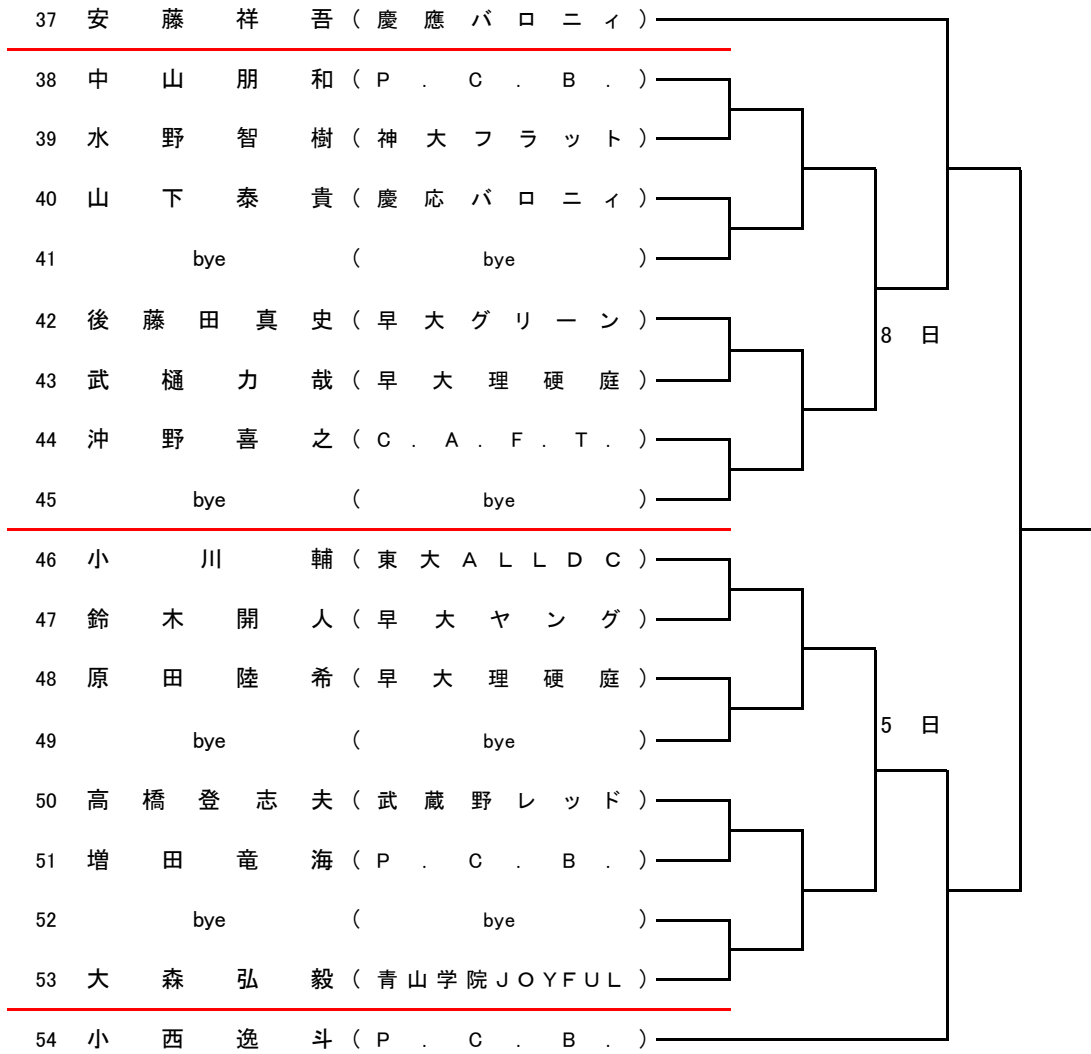 37 安藤祥吾 (慶應バロニィ)
38 中山朋和 (P.C.B.)
39 水野智樹 (神大フラット)
40 山下泰貴 (慶応バロニィ)
41 bye (bye)
8日
42 後藤田真史 (早大グリーン)
43 武樋力哉 (早大理硬庭)
44 沖野喜之 (C.A.F.T.)
45 bye (bye)
46 小川輔 (東大ALLDC)
47 鈴木開人 (早大ヤング)
48 原田陸希 (早大理硬庭)
49 bye (bye)
5日
50 高橋登志夫 (武蔵野レッド)
51 増田竜海 (P.C.B.)
52 bye (bye)
53 大森弘毅 (青山学院JOYFUL)
54 小西逸斗 (P.C.B.)